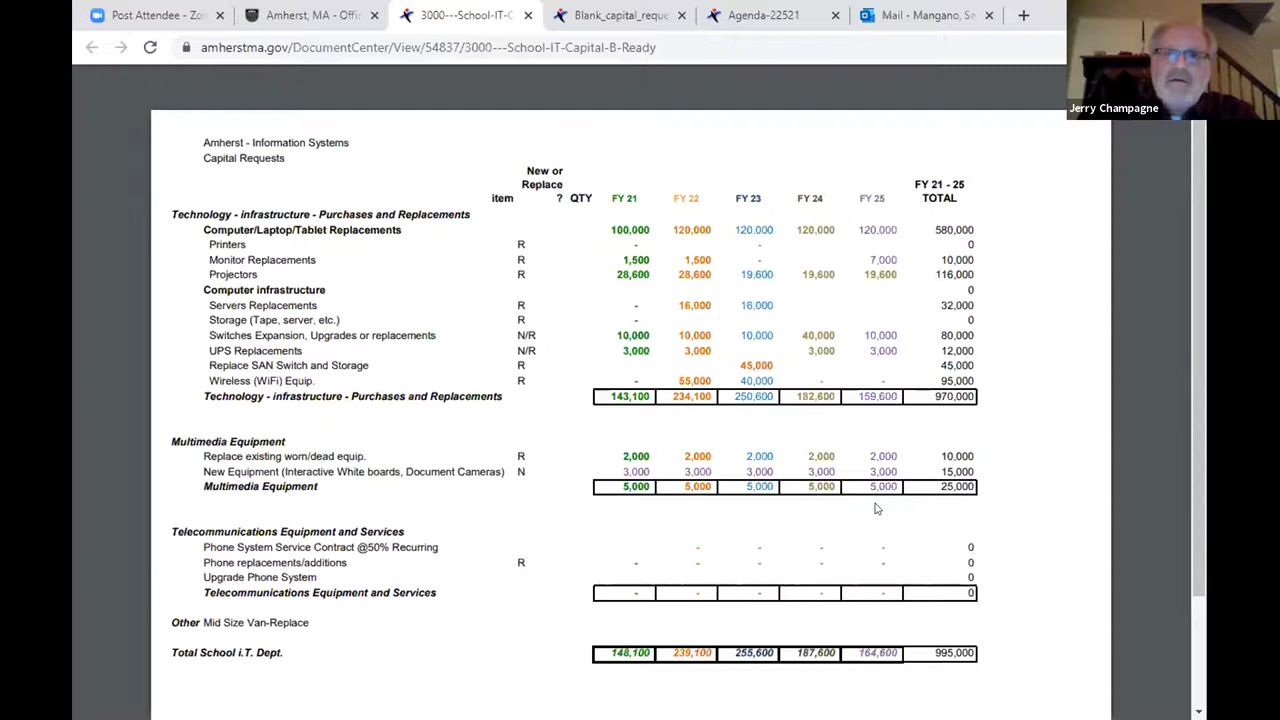 Post Attendee - Zo
Amherst, MA - Offic
3000---School-IT-C
Blank_capital_reque
Agenda-22521
Mail - Mangano, Se
amherstma.gov/DocumentCenter/View/54837/3000---School-IT-Capital-B-Ready
Jerry Champagne
Amherst - Information Systems
Capital Requests
New or
Replace
item ? QTY FY 21 FY 22 FY 23 FY 24 FY 25 FY 21 - 25 TOTAL
Technology - infrastructure - Purchases and Replacements
Computer/Laptop/Tablet Replacements 100,000 120,000 120,000 120,000 120,000 580,000
Printers R - - 0
Monitor Replacements R 1,500 1,500 - 7,000 10,000
Projectors R 28,600 28,600 19,600 19,600 19,600 116,000
Computer infrastructure 0
Servers Replacements R - 16,000 16,000 32,000
Storage (Tape, server, etc.) R - 0
Switches Expansion, Upgrades or replacements N/R 10,000 10,000 10,000 40,000 10,000 80,000
UPS Replacements N/R 3,000 3,000 3,000 3,000 12,000
Replace SAN Switch and Storage R 45,000 45,000
Wireless (WiFi) Equip. R - 55,000 40,000 - - 95,000
Technology - infrastructure - Purchases and Replacements 143,100 234,100 250,600 182,600 159,600 970,000
Multimedia Equipment
Replace existing worn/dead equip. R 2,000 2,000 2,000 2,000 2,000 10,000
New Equipment (Interactive White boards, Document Cameras) N 3,000 3,000 3,000 3,000 3,000 15,000
Multimedia Equipment 5,000 5,000 5,000 5,000 5,000 25,000
Telecommunications Equipment and Services
Phone System Service Contract @50% Recurring - - - - 0
Phone replacements/additions R - - - - - 0
Upgrade Phone System 0
Telecommunications Equipment and Services - - - - - 0
Other Mid Size Van-Replace
Total School i.T. Dept. 148,100 239,100 255,600 187,600 164,600 995,000